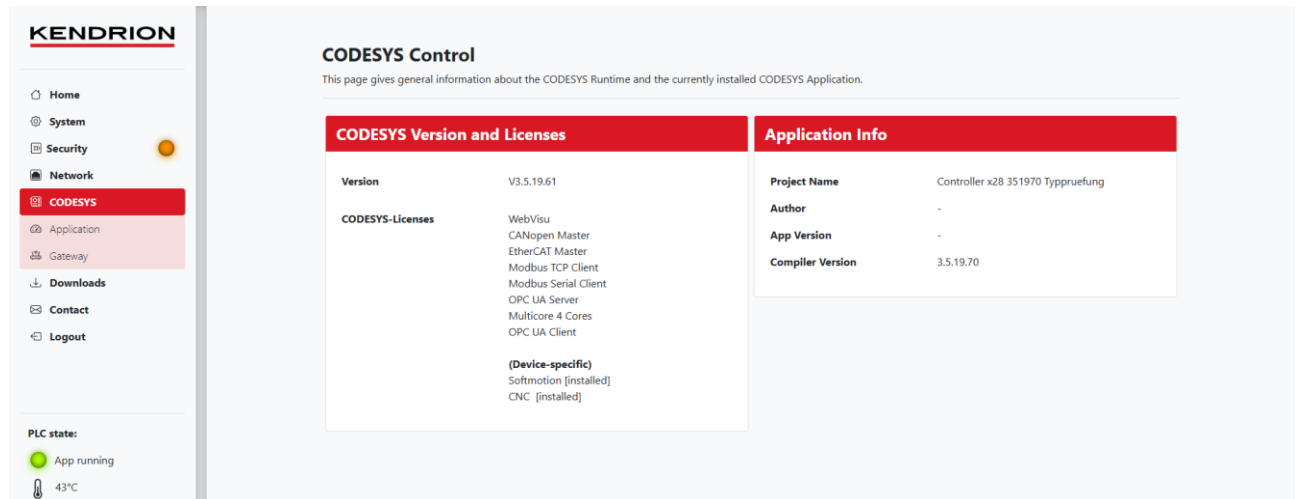 KENDRION
Home
System
Security
Network
CODESYS
Application
Gateway
Downloads
Contact
Logout
PLC state:
App running
43°C
CODESYS Control
This page gives general information about the CODESYS Runtime and the currently installed CODESYS Application.
CODESYS Version and Licenses
Version V3.5.19.61
CODESYS-Licenses WebVisu
CANopen Master
EtherCAT Master
Modbus TCP Client
Modbus Serial Client
OPC UA Server
Multicore 4 Cores
OPC UA Client
(Device-specific)
Softmotion [installed]
CNC [installed]
Application Info
Project Name Controller x28 351970 Typpruefung
Author -
App Version -
Compiler Version 3.5.19.70